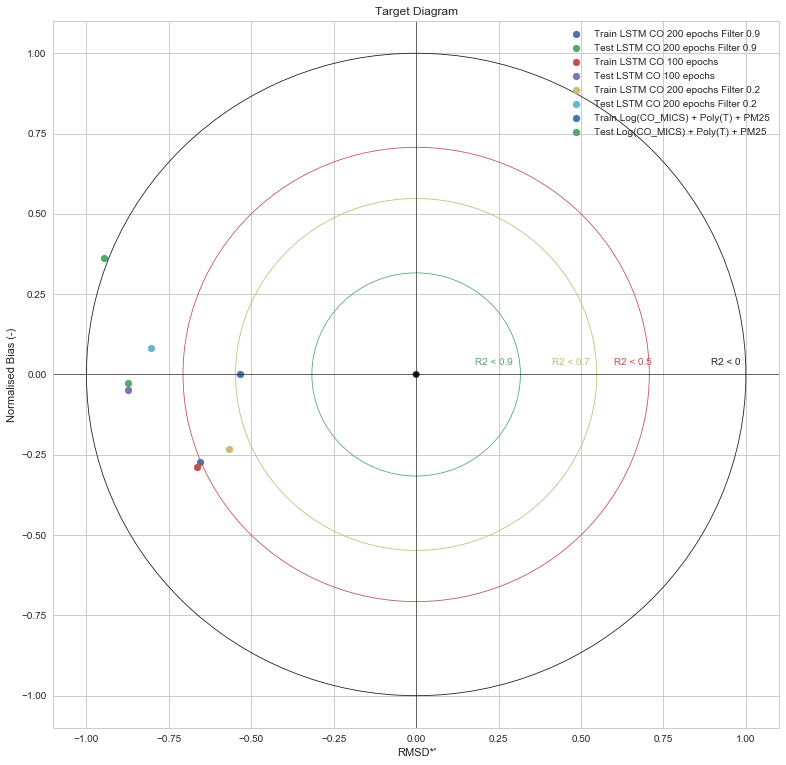 Target Diagram
Train LSTM CO 200 epochs Filter 0.9
Test LSTM CO 200 epochs Filter 0.9
Train LSTM CO 100 epochs
Test LSTM CO 100 epochs
Train LSTM CO 200 epochs Filter 0.2
Test LSTM CO 200 epochs Filter 0.2
Train Log(CO_MICS) + Poly(T) + PM25
Test Log(CO_MICS) + Poly(T) + PM25
1.00
0.75
0.50
0.25
0.00
−0.25
−0.50
−0.75
−1.00
Normalised Bias (-)
R2 < 0.9
R2 < 0.7
R2 < 0.5
R2 < 0
−1.00 −0.75 −0.50 −0.25 0.00 0.25 0.50 0.75 1.00
RMSD*'